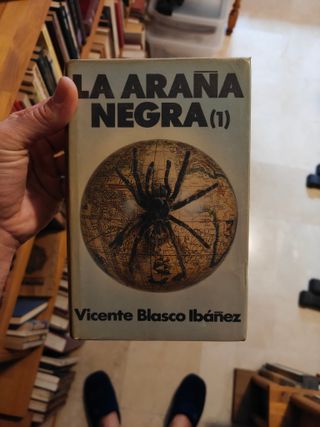 LA ARAÑA
NEGRA (1)
Vicente Blasco Ibáñez